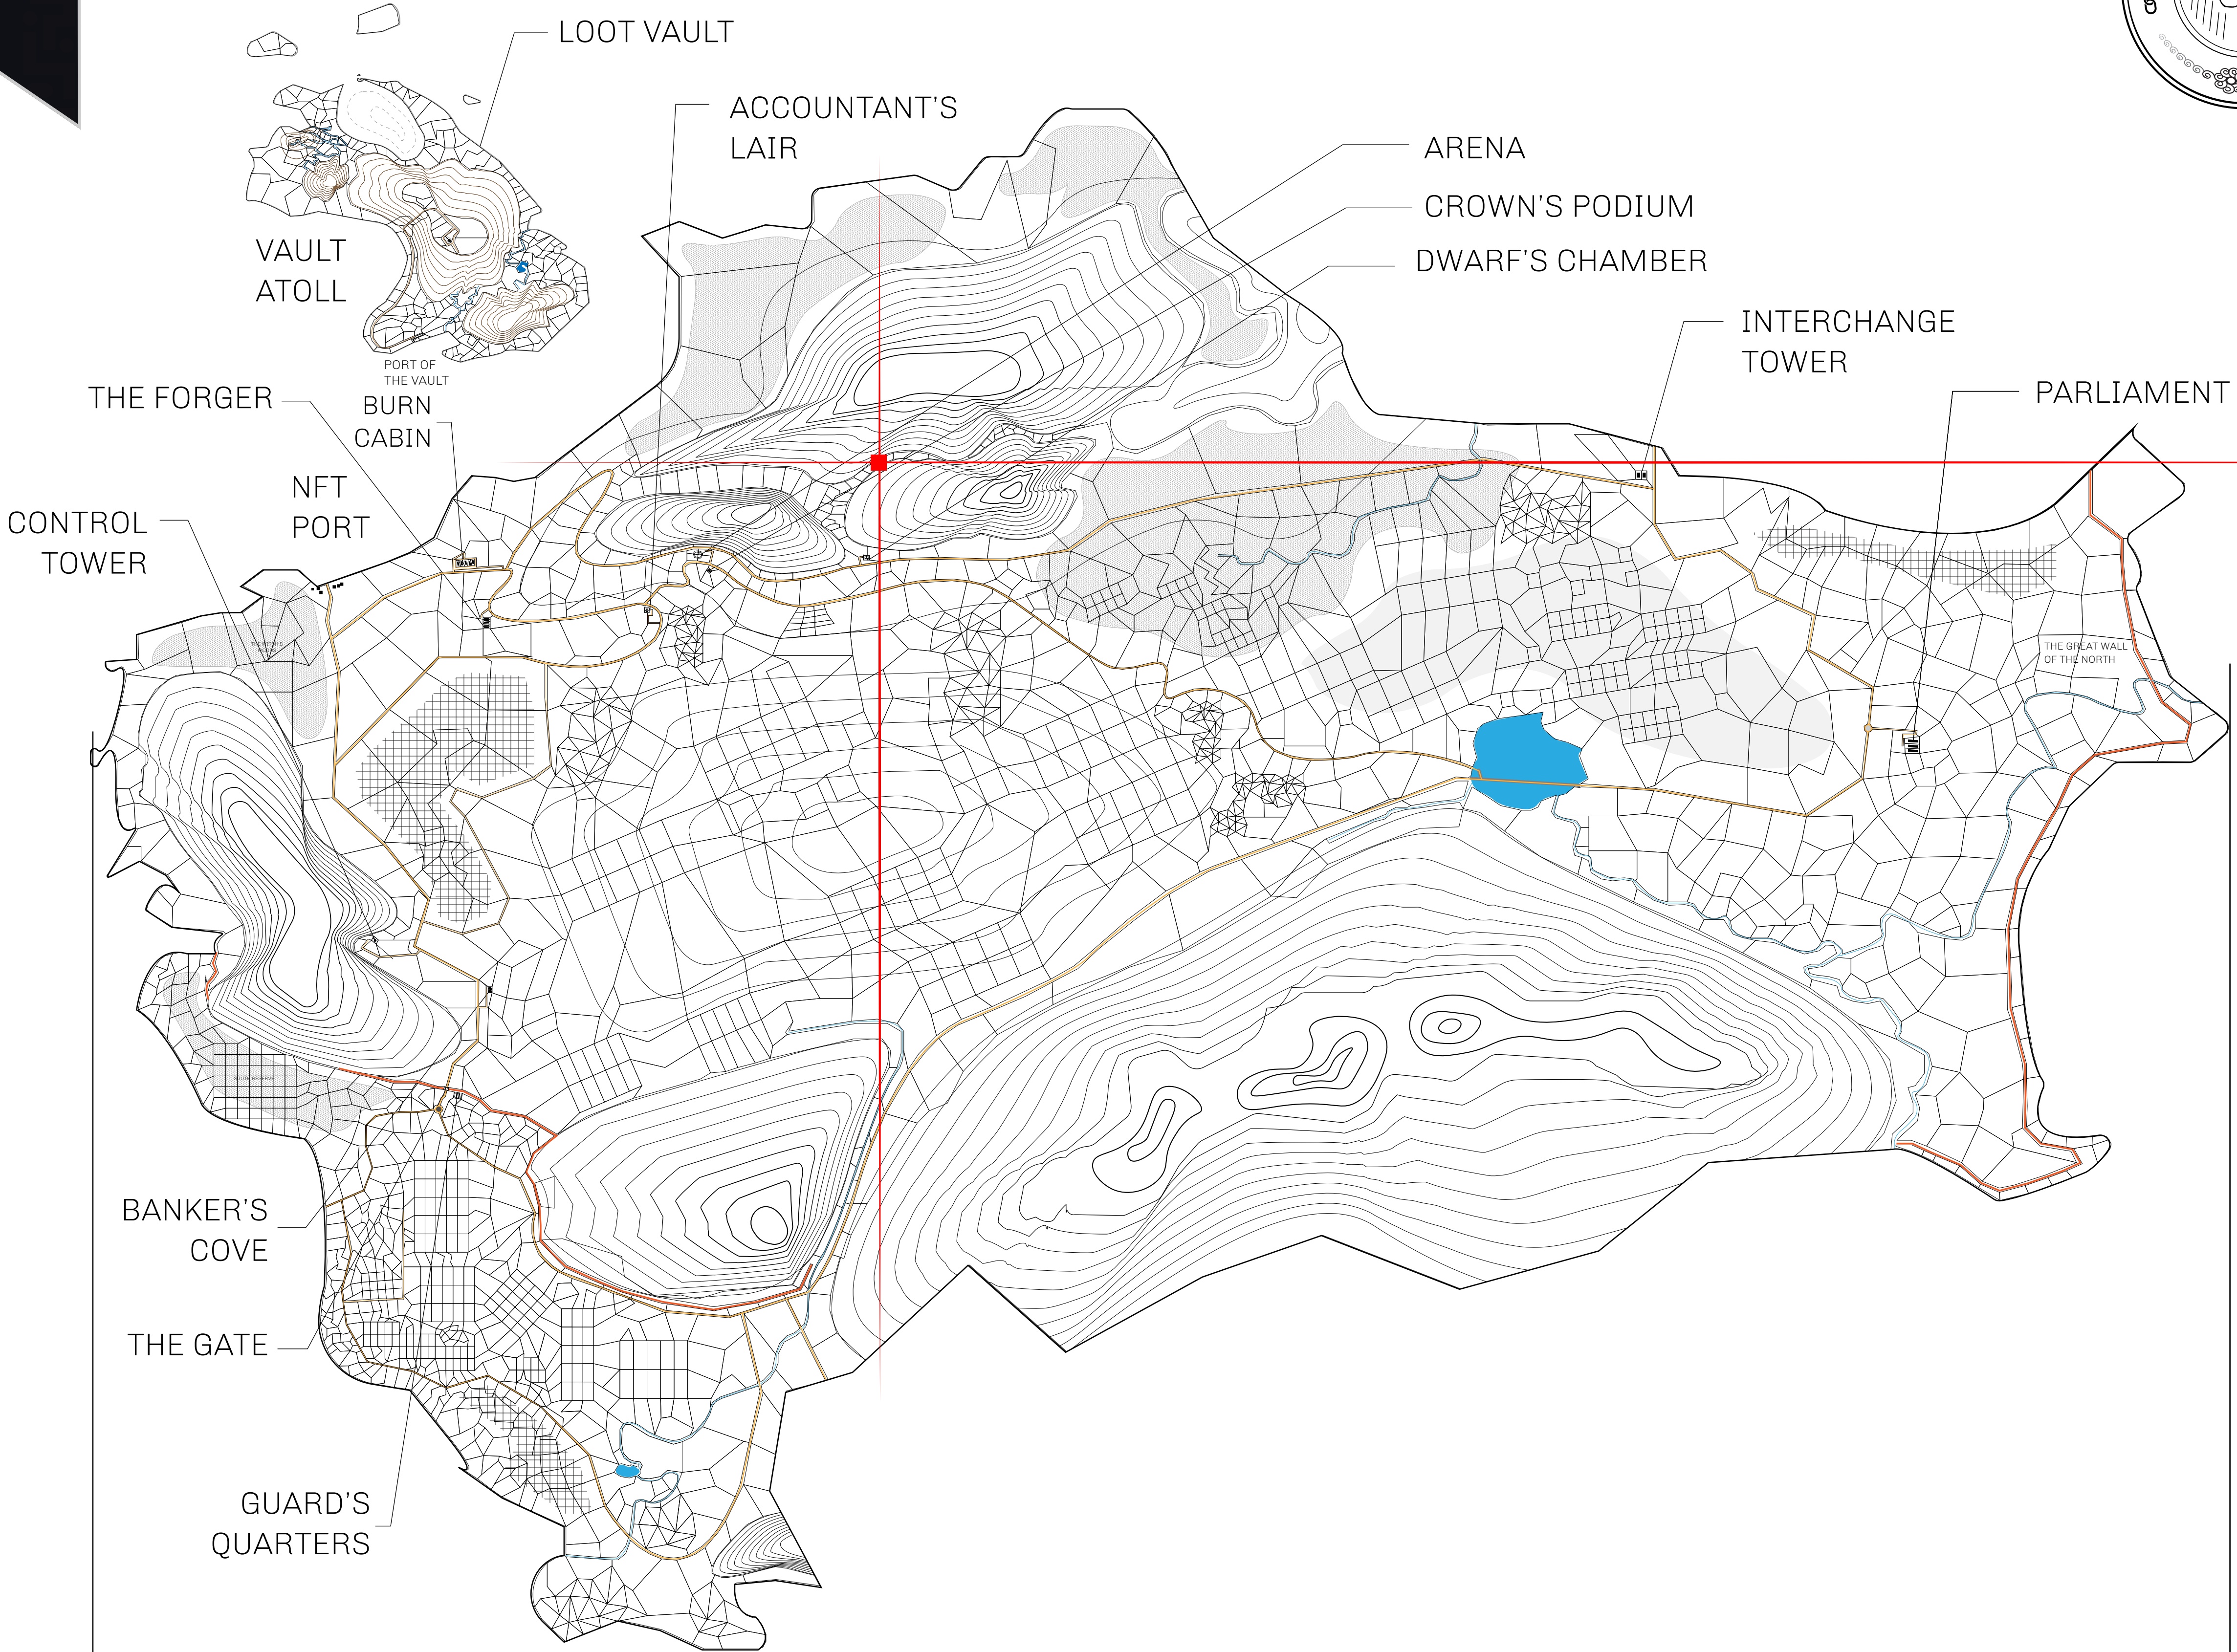 LOOT VAULT
ACCOUNTANT'S
LAIR
ARENA
CROWN'S PODIUM
DWARF'S CHAMBER
VAULT
ATOLL
INTERCHANGE
TOWER
PORT OF
THE VAULT
PARLIAMENT
THE FORGER
BURN
CABIN
NFT
PORT
CONTROL
TOWER
THE GREAT WALL
OF THE NORTH
SOUTH RESERVE
BANKER'S
COVE
THE GATE
GUARD'S
QUARTERS